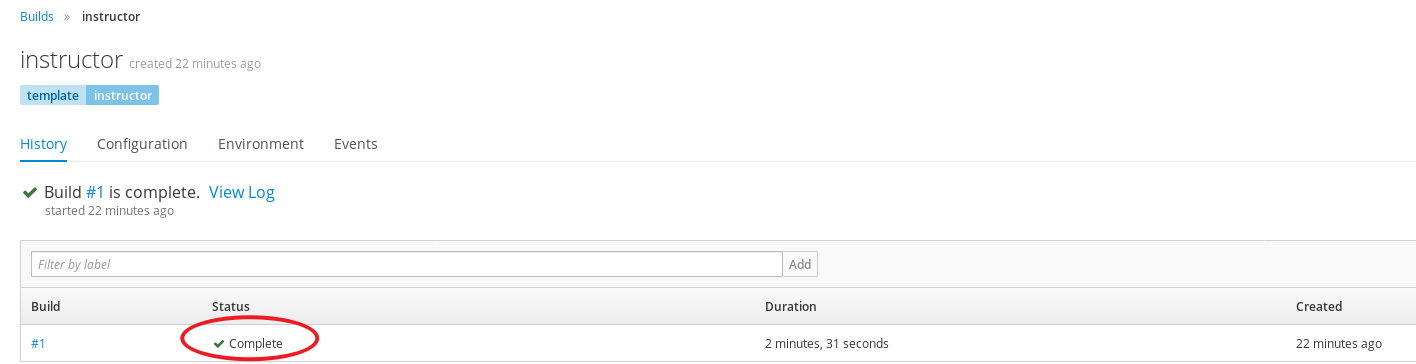 Builds » instructor
instructor created 22 minutes ago
template instructor
History Configuration Environment Events
Build #1 is complete. View Log
started 22 minutes ago
Filter by label Add
Build Status Duration Created
#1 Complete 2 minutes, 31 seconds 22 minutes ago